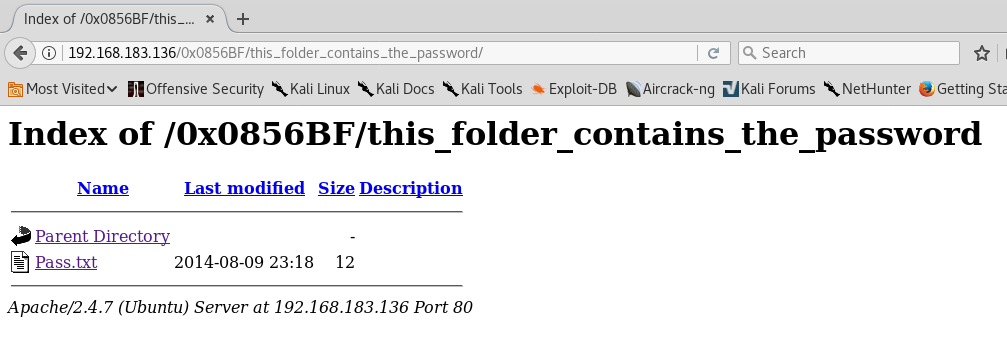 Index of /0x0856BF/this_...
192.168.183.136/0x0856BF/this_folder_contains_the_password/
Search
Most Visited Offensive Security Kali Linux Kali Docs Kali Tools Exploit-DB Aircrack-ng Kali Forums NetHunter Getting Sta
Index of /0x0856BF/this_folder_contains_the_password
Name Last modified Size Description
Parent Directory -
Pass.txt 2014-08-09 23:18 12
Apache/2.4.7 (Ubuntu) Server at 192.168.183.136 Port 80